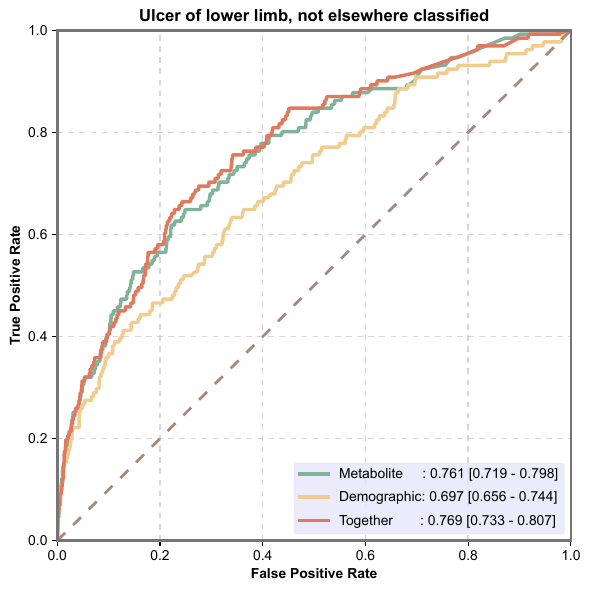 Ulcer of lower limb, not elsewhere classified
1.0
0.8
0.6
0.4
0.2
0.0
True Positive Rate
Metabolite : 0.761 [0.719 - 0.798]
Demographic: 0.697 [0.656 - 0.744]
Together : 0.769 [0.733 - 0.807]
0.0 0.2 0.4 0.6 0.8 1.0
False Positive Rate